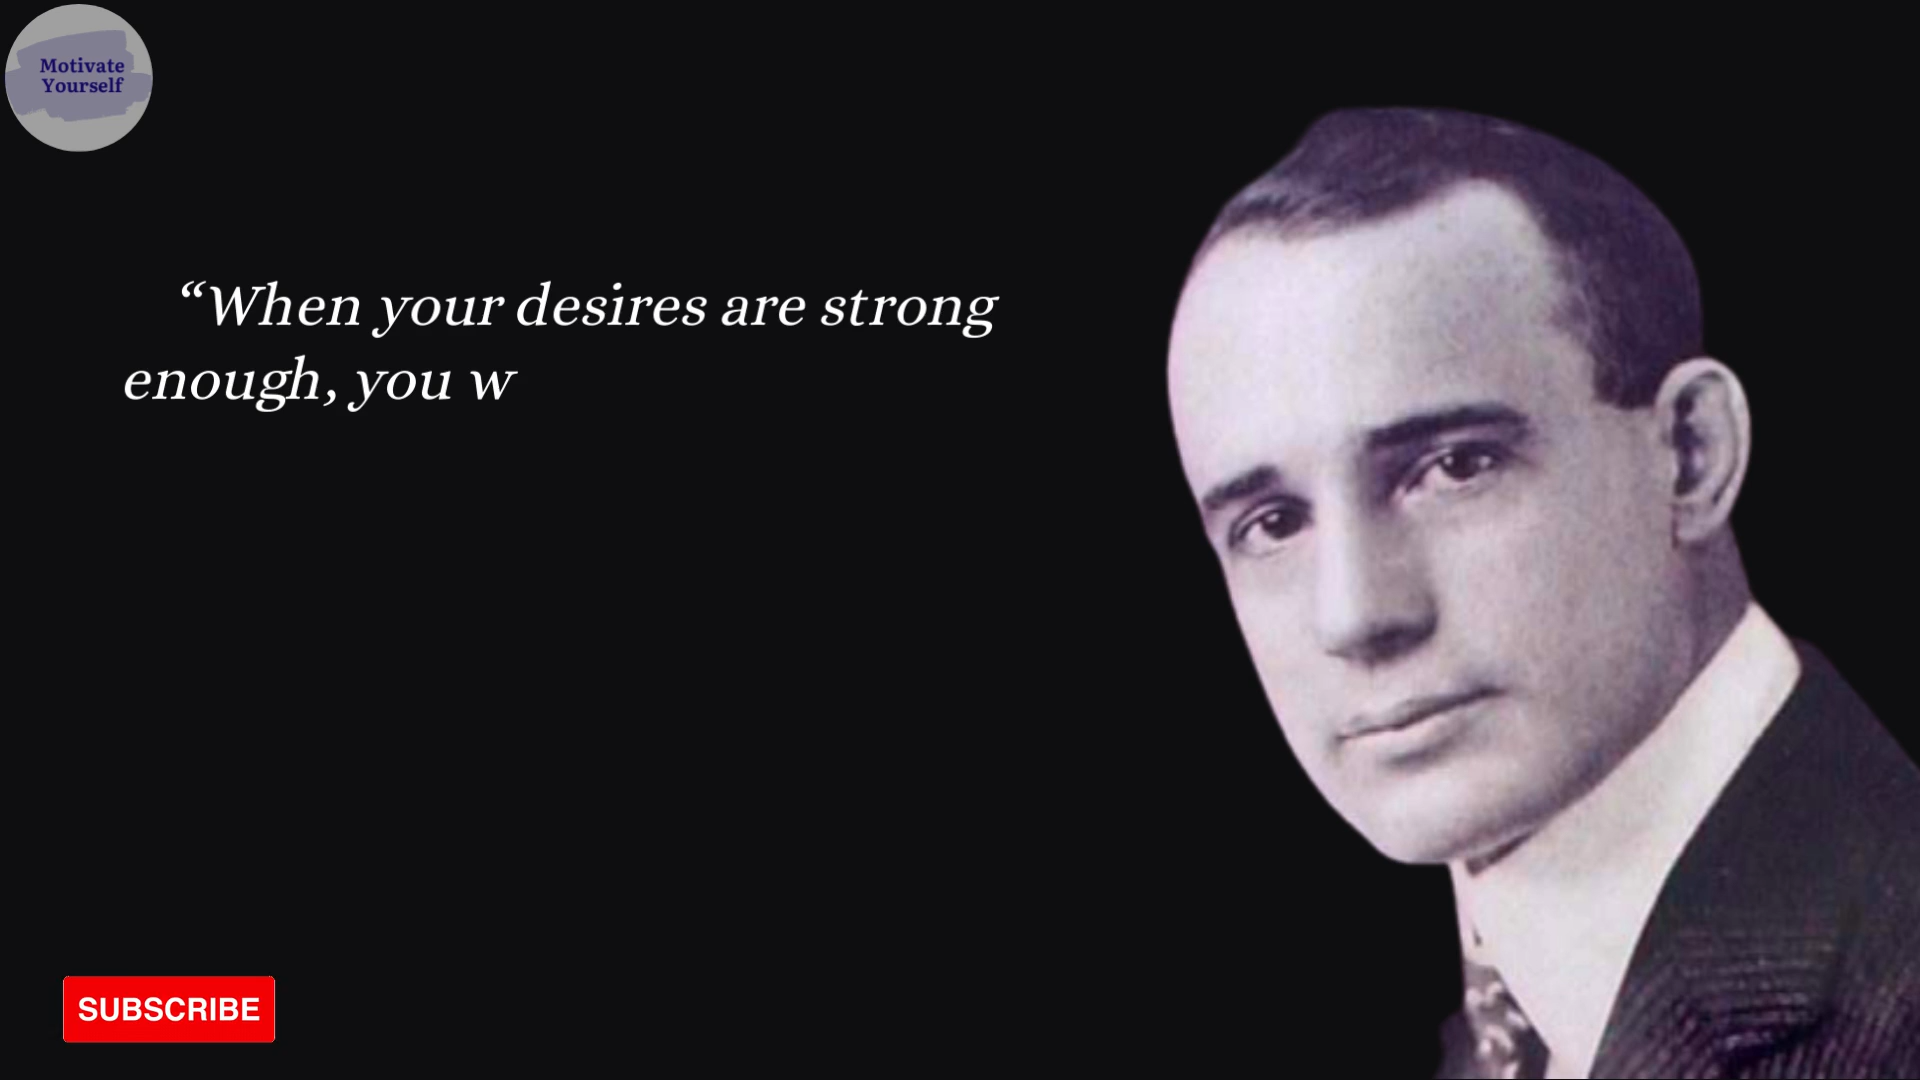 Motivate
Yourself
“When your desires are strong
enough, you w
SUBSCRIBE